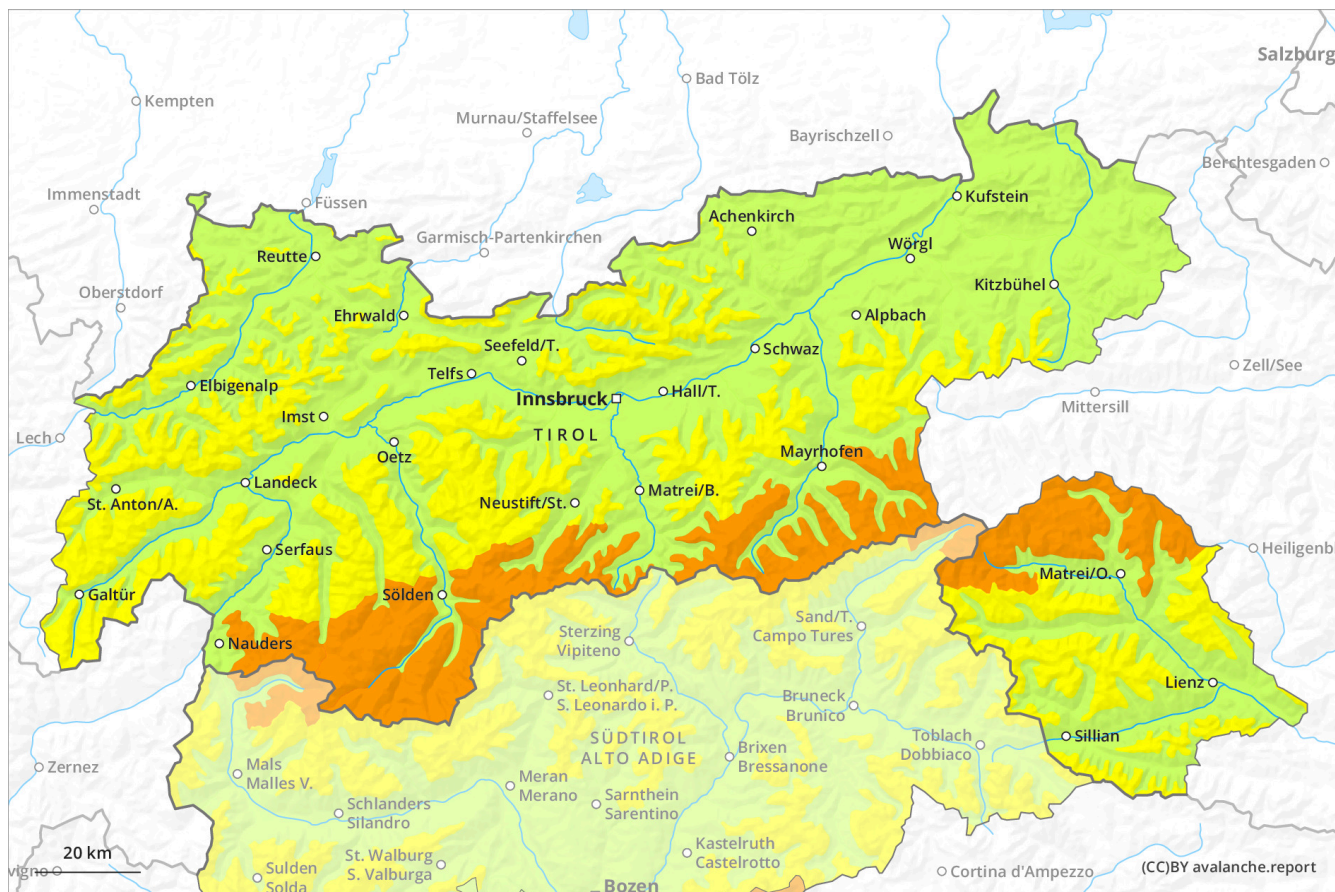 Salzburg
Bad Tölz
Kempten
Murnau/Staffelsee
Bayrischzell
Berchtesgaden
Immenstadt
Füssen
Kufstein
Achenkirch
Garmisch-Partenkirchen
Wörgl
Reutte
Kitzbühel
Oberstdorf
Ehrwald
Alpbach
Seefeld/T.
Schwaz
Zell/See
Telfs
Elbigenalp
Hall/T.
Innsbruck
Mittersill
Imst
Lech
TIROL
Oetz
Mayrhofen
Landeck
Matrei/B.
St. Anton/A.
Neustift/St.
Serfaus
Heiligenb
Matrei/O.
Galtür
Sölden
Sand/T.
Campo Tures
Nauders
Sterzing
Vipiteno
Lienz
St. Leonhard/P.
S. Leonardo i. P.
Bruneck
Brunico
Sillian
SÜDTIROL
ALTO ADIGE
Toblach
Dobbiaco
Brixen
Bressanone
Zernez
Mals
Malles V.
Meran
Merano
Sarnthein
Sarentino
Schlanders
Silandro
Kastelruth
Castelrotto
20 km
St. Walburg
S. Valburga
vigno
Sulden
Solda
Cortina d'Ampezzo
(CC)BY avalanche.report
Bozen